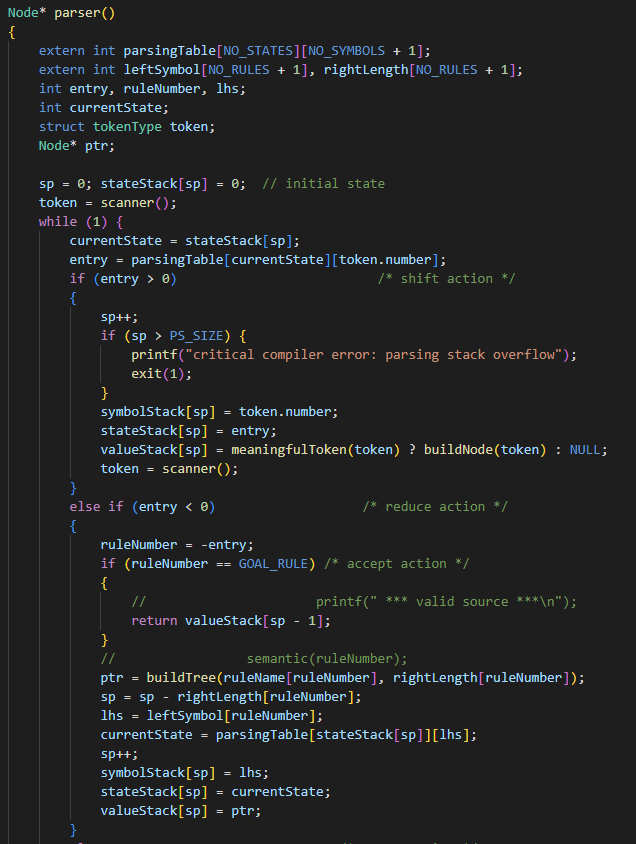 Node* parser()
{
    extern int parsingTable[NO_STATES][NO_SYMBOLS + 1];
    extern int leftSymbol[NO_RULES + 1], rightLength[NO_RULES + 1];
    int entry, ruleNumber, lhs;
    int currentState;
    struct tokenType token;
    Node* ptr;

    sp = 0; stateStack[sp] = 0;  // initial state
    token = scanner();
    while (1) {
        currentState = stateStack[sp];
        entry = parsingTable[currentState][token.number];
        if (entry > 0)                          /* shift action */
        {
            sp++;
            if (sp > PS_SIZE) {
                printf("critical compiler error: parsing stack overflow");
                exit(1);
            }
            symbolStack[sp] = token.number;
            stateStack[sp] = entry;
            valueStack[sp] = meaningfulToken(token) ? buildNode(token) : NULL;
            token = scanner();
        }
        else if (entry < 0)                   /* reduce action */
        {
            ruleNumber = -entry;
            if (ruleNumber == GOAL_RULE) /* accept action */
            {
                //                      printf(" *** valid source ***\n");
                return valueStack[sp - 1];
            }
            //                 semantic(ruleNumber);
            ptr = buildTree(ruleName[ruleNumber], rightLength[ruleNumber]);
            sp = sp - rightLength[ruleNumber];
            lhs = leftSymbol[ruleNumber];
            currentState = parsingTable[stateStack[sp]][lhs];
            sp++;
            symbolStack[sp] = lhs;
            stateStack[sp] = currentState;
            valueStack[sp] = ptr;
        }